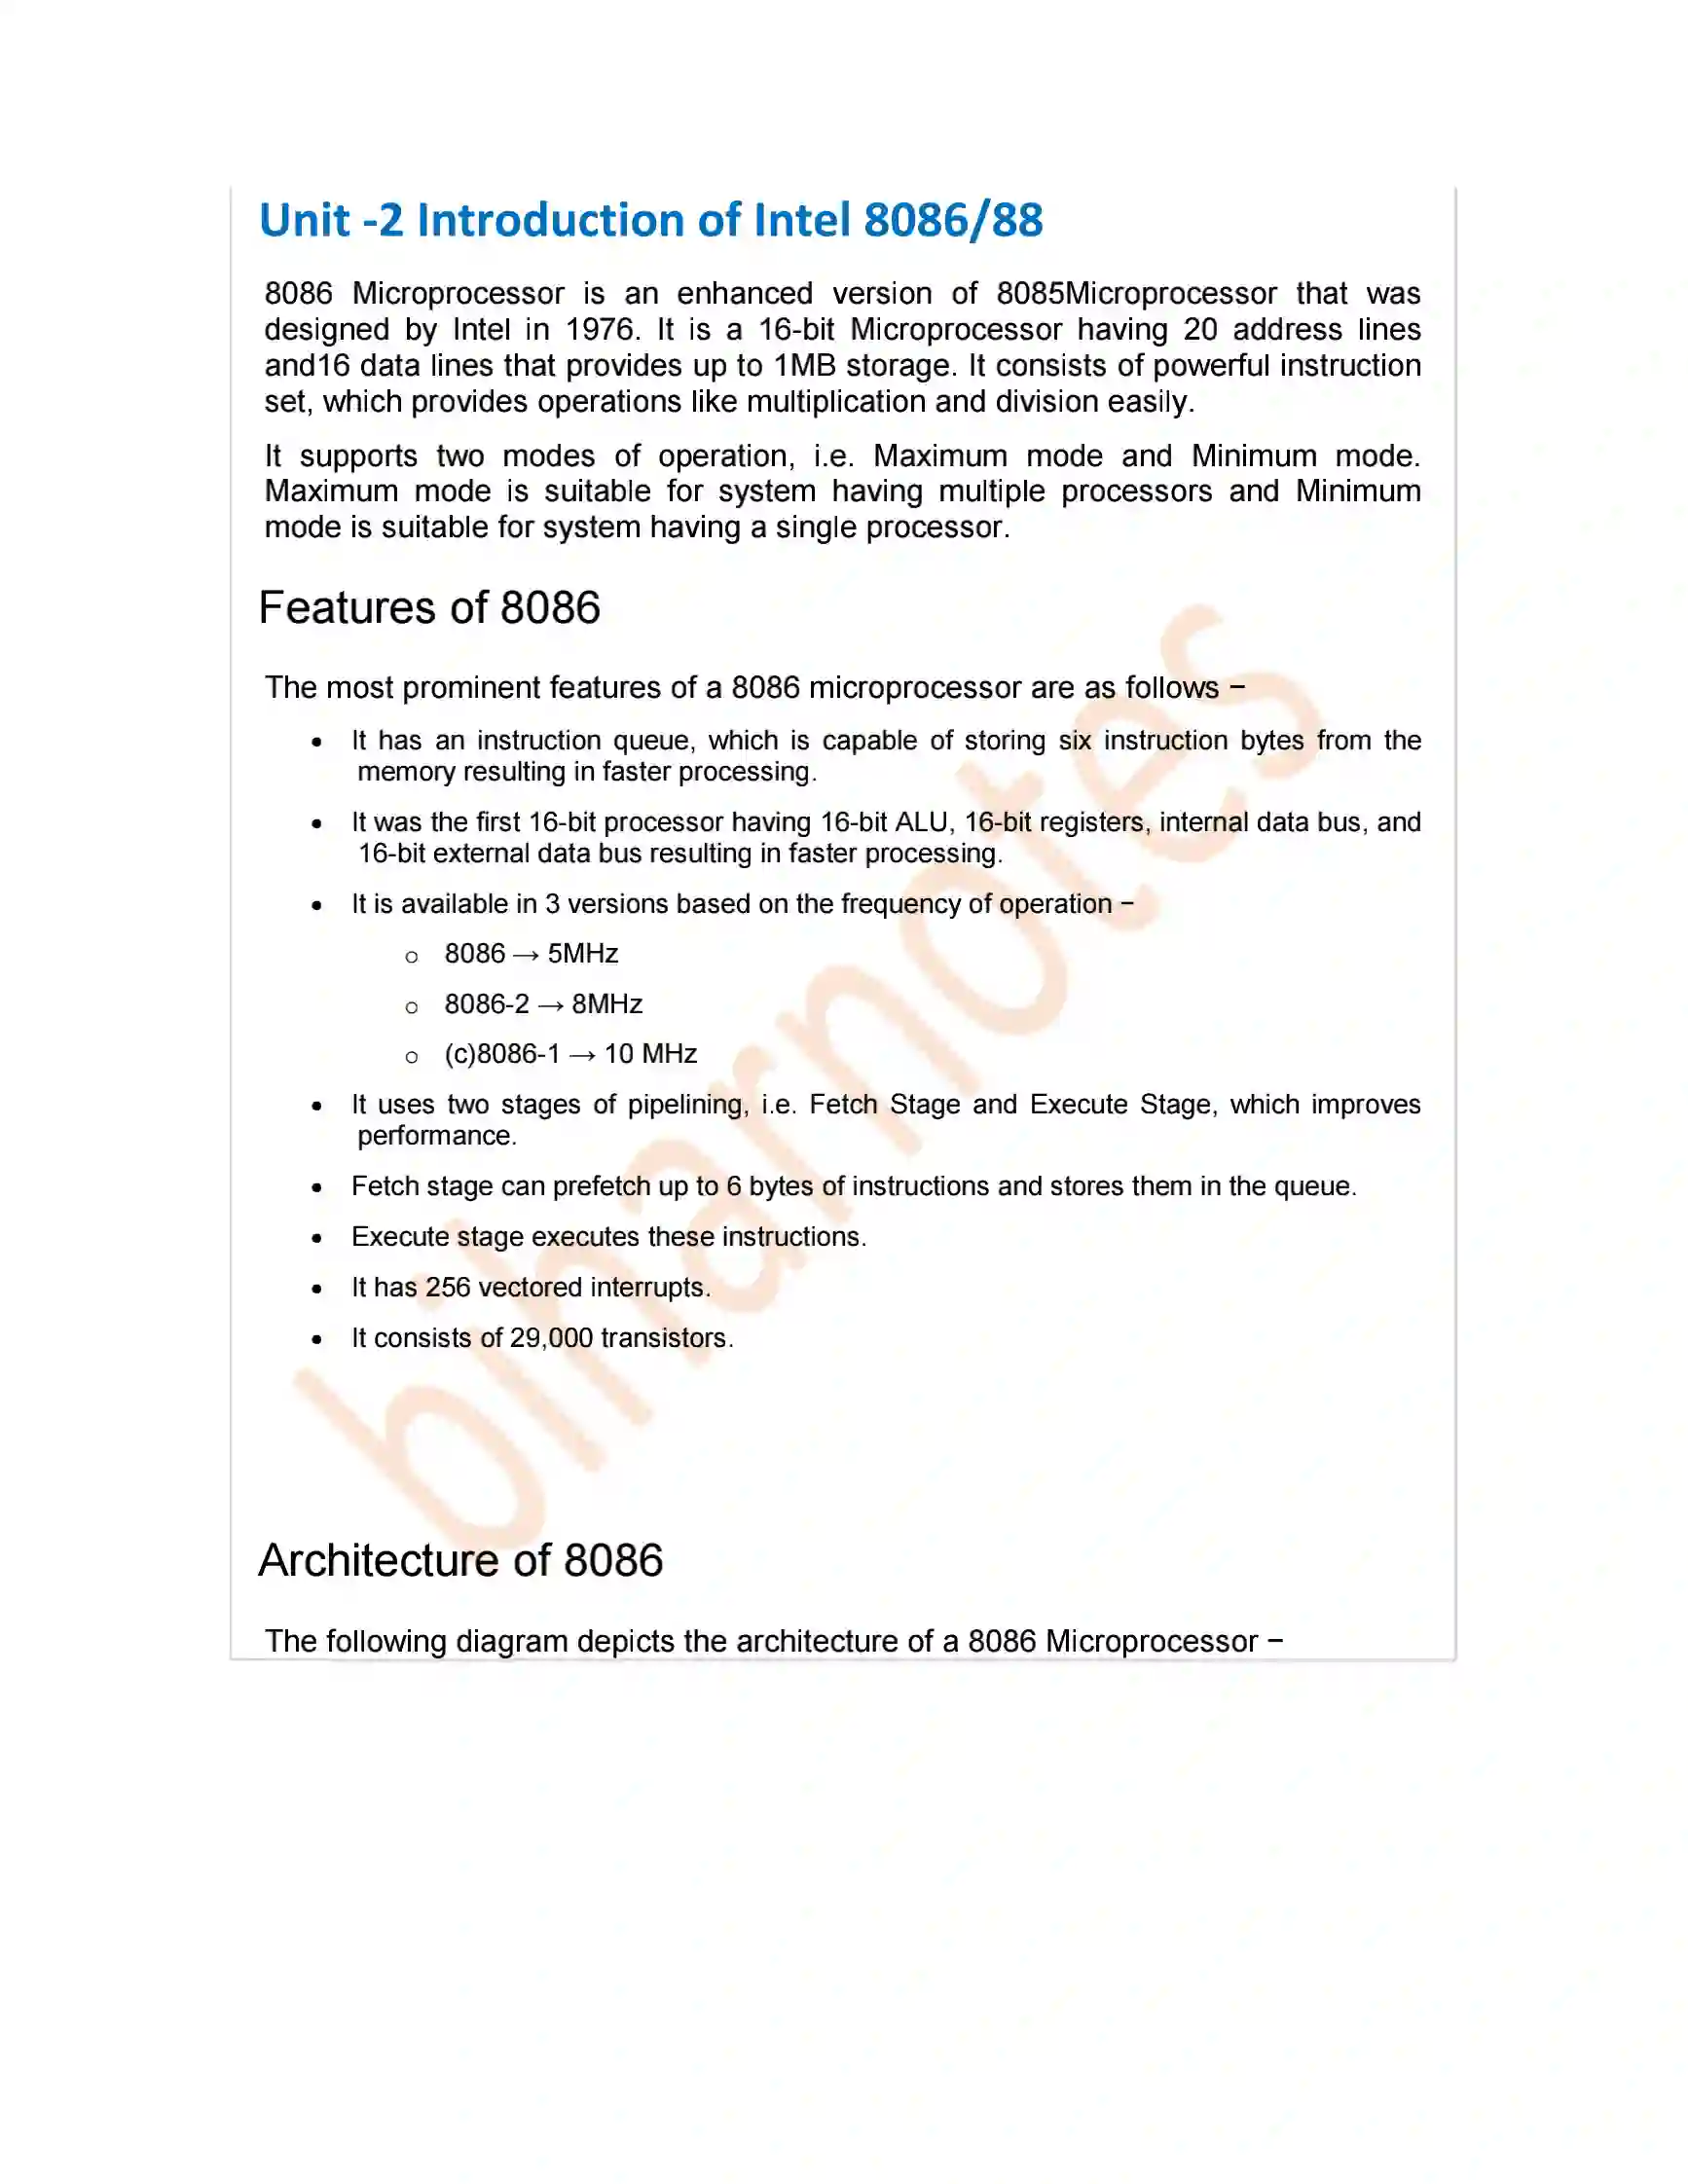 Unit -2 Introduction of Intel 8086/88
8086 Microprocessor is an enhanced version of 8085Microprocessor that was
designed by Intel in 1976. It is a 16-bit Microprocessor having 20 address lines
and16 data lines that provides up to 1MB storage. It consists of powerful instruction
set, which provides operations like multiplication and division easily.
It supports two modes of operation, i.e. Maximum mode and Minimum mode.
Maximum mode is suitable for system having multiple processors and Minimum
mode is suitable for system having a single processor.
Features of 8086
The most prominent features of a 8086 microprocessor are as follows −
• It has an instruction queue, which is capable of storing six instruction bytes from the
memory resulting in faster processing.
• It was the first 16-bit processor having 16-bit ALU, 16-bit registers, internal data bus, and
16-bit external data bus resulting in faster processing.
• It is available in 3 versions based on the frequency of operation −
o 8086 → 5MHz
o 8086-2 → 8MHz
o (c)8086-1 → 10 MHz
• It uses two stages of pipelining, i.e. Fetch Stage and Execute Stage, which improves
performance.
• Fetch stage can prefetch up to 6 bytes of instructions and stores them in the queue.
• Execute stage executes these instructions.
• It has 256 vectored interrupts.
• It consists of 29,000 transistors.
Architecture of 8086
The following diagram depicts the architecture of a 8086 Microprocessor −
biharnotes